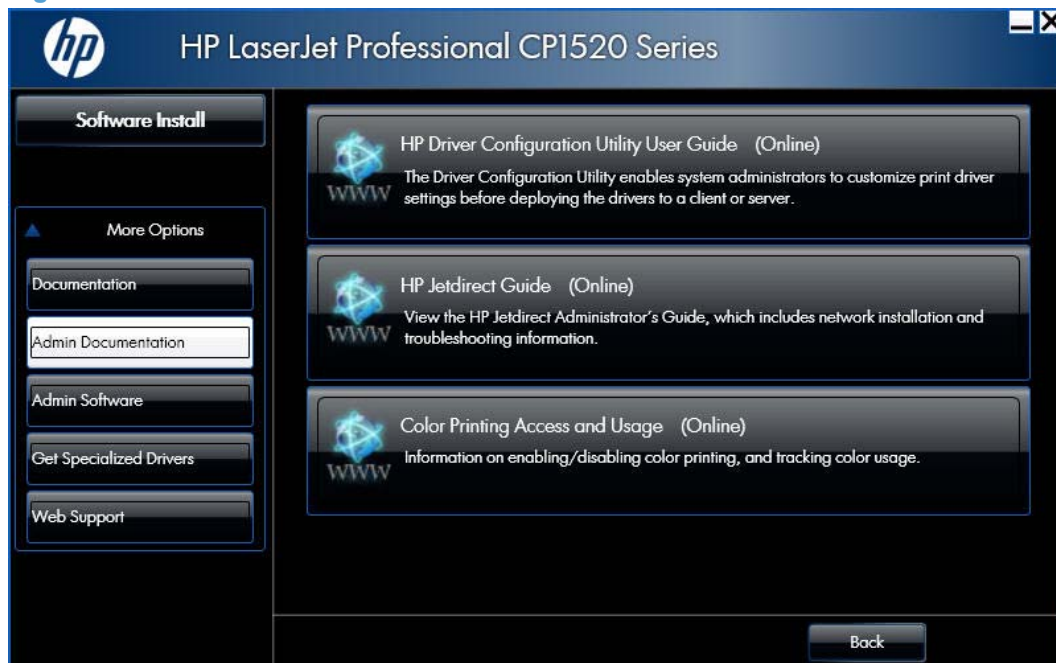 hp
HP LaserJet Professional CP1520 Series
Software Install
More Options
Documentation
Admin Documentation
Admin Software
Get Specialized Drivers
Web Support
WWW
HP Driver Configuration Utility User Guide (Online)
The Driver Configuration Utility enables system administrators to customize print driver
settings before deploying the drivers to a client or server.
WWW
HP Jetdirect Guide (Online)
View the HP Jetdirect Administrator's Guide, which includes network installation and
troubleshooting information.
WWW
Color Printing Access and Usage (Online)
Information on enabling/disabling color printing, and tracking color usage.
Back